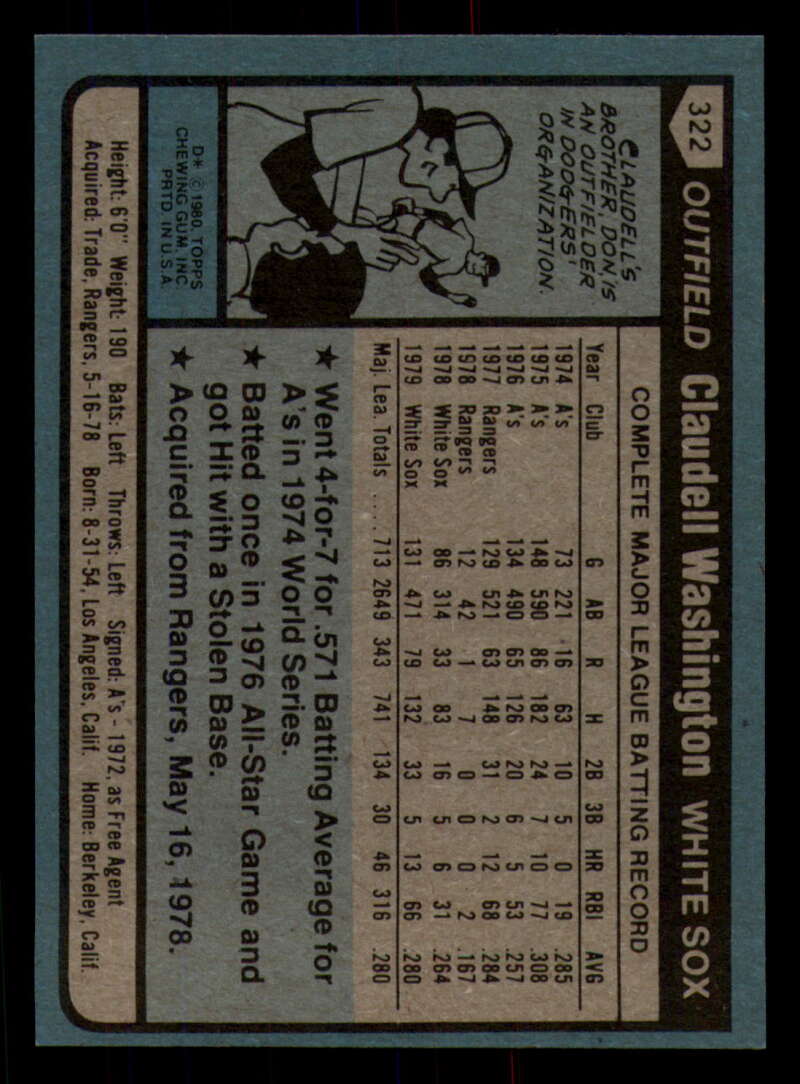 322 OUTFIELD Claudell Washington WHITE SOX
CLAUDELL'S
BROTHER, DON, IS
AN OUTFIELDER
IN DODGERS'
ORGANIZATION.
D* © 1980, TOPPS
CHEWING GUM, INC.
PRTD. IN U.S.A.
COMPLETE MAJOR LEAGUE BATTING RECORD
Year Club G AB R H 2B 3B HR RBI AVG
1974 A's 73 221 16 63 10 5 0 19 .285
1975 A's 148 590 86 182 24 7 10 77 .308
1976 A's 134 490 65 126 20 6 5 53 .257
1977 Rangers 129 521 63 148 31 2 12 68 .284
1978 Rangers 12 42 1 7 0 0 0 2 .167
1978 White Sox 86 314 33 83 16 5 6 31 .264
1979 White Sox 131 471 79 132 33 5 13 66 .280
Maj. Lea. Totals .... 713 2649 343 741 134 30 46 316 .280
★ Went 4-for-7 for .571 Batting Average for
A's in 1974 World Series.
★ Batted once in 1976 All-Star Game and
got Hit with a Stolen Base.
★ Acquired from Rangers, May 16, 1978.
Height: 6'0" Weight: 190 Bats: Left Throws: Left Signed: A's - 1972, as Free Agent
Acquired: Trade, Rangers, 5-16-78 Born: 8-31-54, Los Angeles, Calif. Home: Berkeley, Calif.